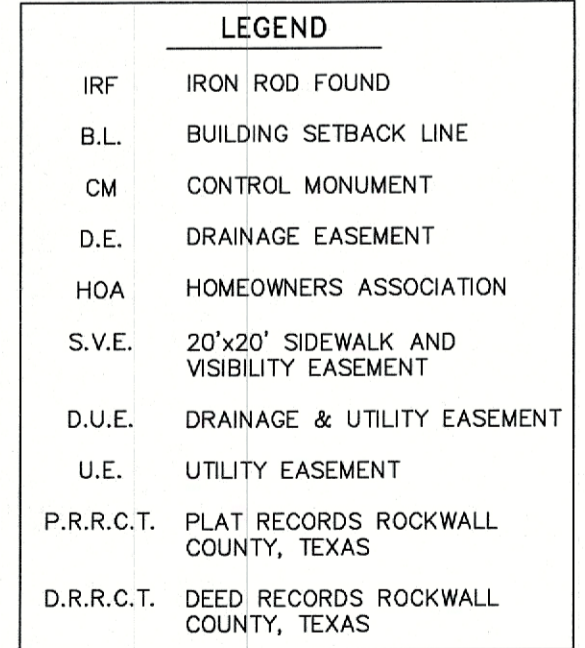 LEGEND
IRF IRON ROD FOUND
B.L. BUILDING SETBACK LINE
CM CONTROL MONUMENT
D.E. DRAINAGE EASEMENT
HOA HOMEOWNERS ASSOCIATION
S.V.E. 20'x20' SIDEWALK AND
VISIBILITY EASEMENT
D.U.E. DRAINAGE & UTILITY EASEMENT
U.E. UTILITY EASEMENT
P.R.R.C.T. PLAT RECORDS ROCKWALL
COUNTY, TEXAS
D.R.R.C.T. DEED RECORDS ROCKWALL
COUNTY, TEXAS